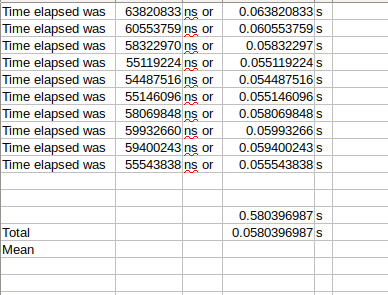 Time elapsed was 63820833 ns or 0.063820833 s
Time elapsed was 60553759 ns or 0.060553759 s
Time elapsed was 58322970 ns or 0.05832297 s
Time elapsed was 55119224 ns or 0.055119224 s
Time elapsed was 54487516 ns or 0.054487516 s
Time elapsed was 55146096 ns or 0.055146096 s
Time elapsed was 58069848 ns or 0.058069848 s
Time elapsed was 59932660 ns or 0.05993266 s
Time elapsed was 59400243 ns or 0.059400243 s
Time elapsed was 55543838 ns or 0.055543838 s
0.580396987 s
Total 0.0580396987 s
Mean